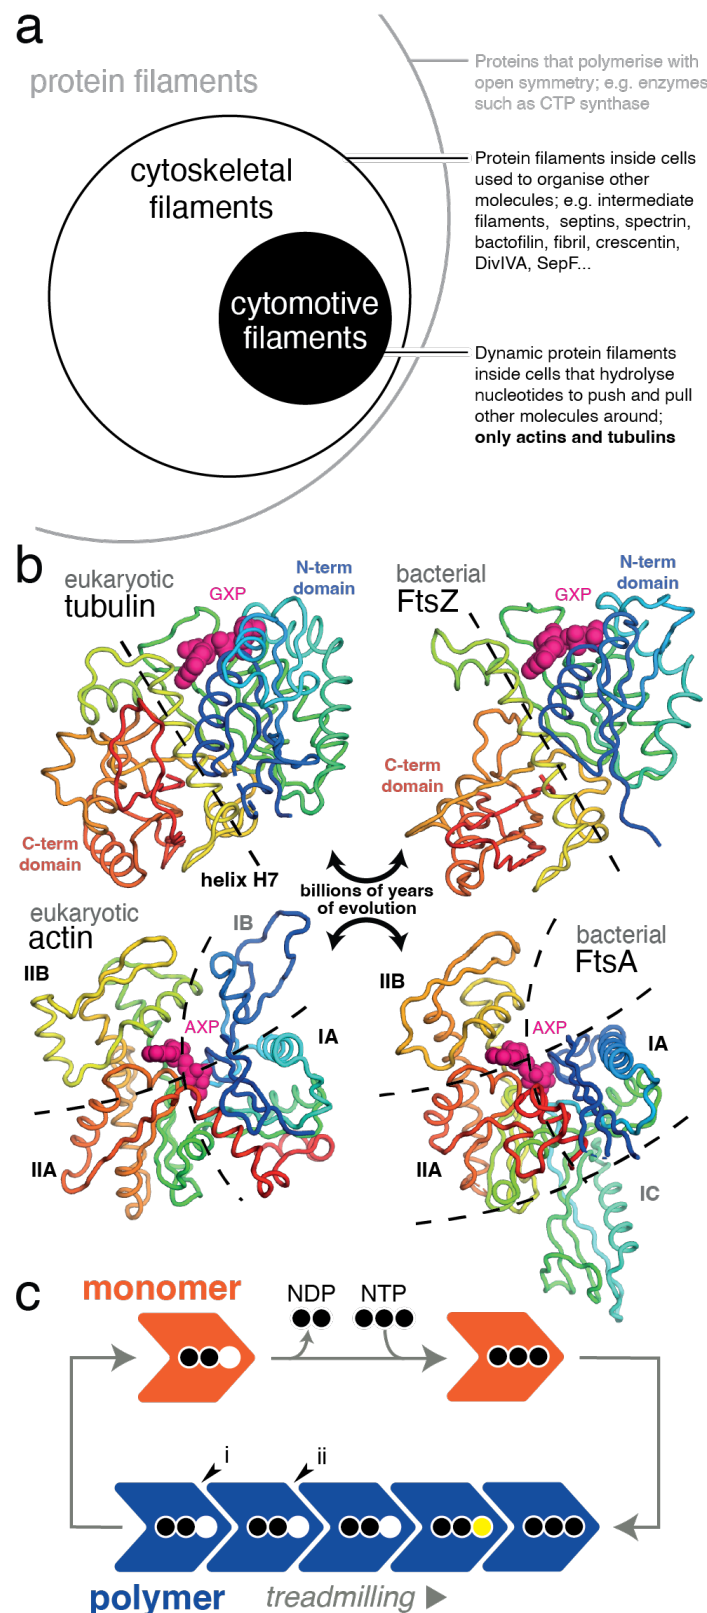 a
protein filaments
Proteins that polymerise with
open symmetry; e.g. enzymes
such as CTP synthase
cytoskeletal
filaments
Protein filaments inside cells
used to organise other
molecules; e.g. intermediate
filaments, septins, spectrin,
bactofilin, fibril, crescentin,
DivIVA, SepF...
cytomotive
filaments
Dynamic protein filaments
inside cells that hydrolyse
nucleotides to push and pull
other molecules around;
only actins and tubulins
b
eukaryotic
tubulin
GXP
N-term
domain
C-term
domain
helix H7
bacterial
FtsZ
GXP
N-term
domain
C-term
domain
billions of years
of evolution
eukaryotic
actin
IB
IIB
AXP
IA
IIA
bacterial
FtsA
IIB
I
AXP
IA
IIA
IC
c
monomer
NDP
NTP
i
ii
polymer
treadmilling